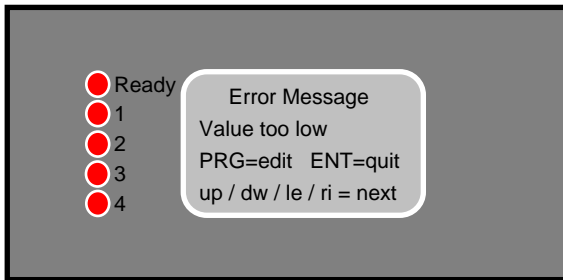 Ready
1
2
3
4
Error Message
Value too low
PRG=edit ENT=quit
up / dw / le / ri = next